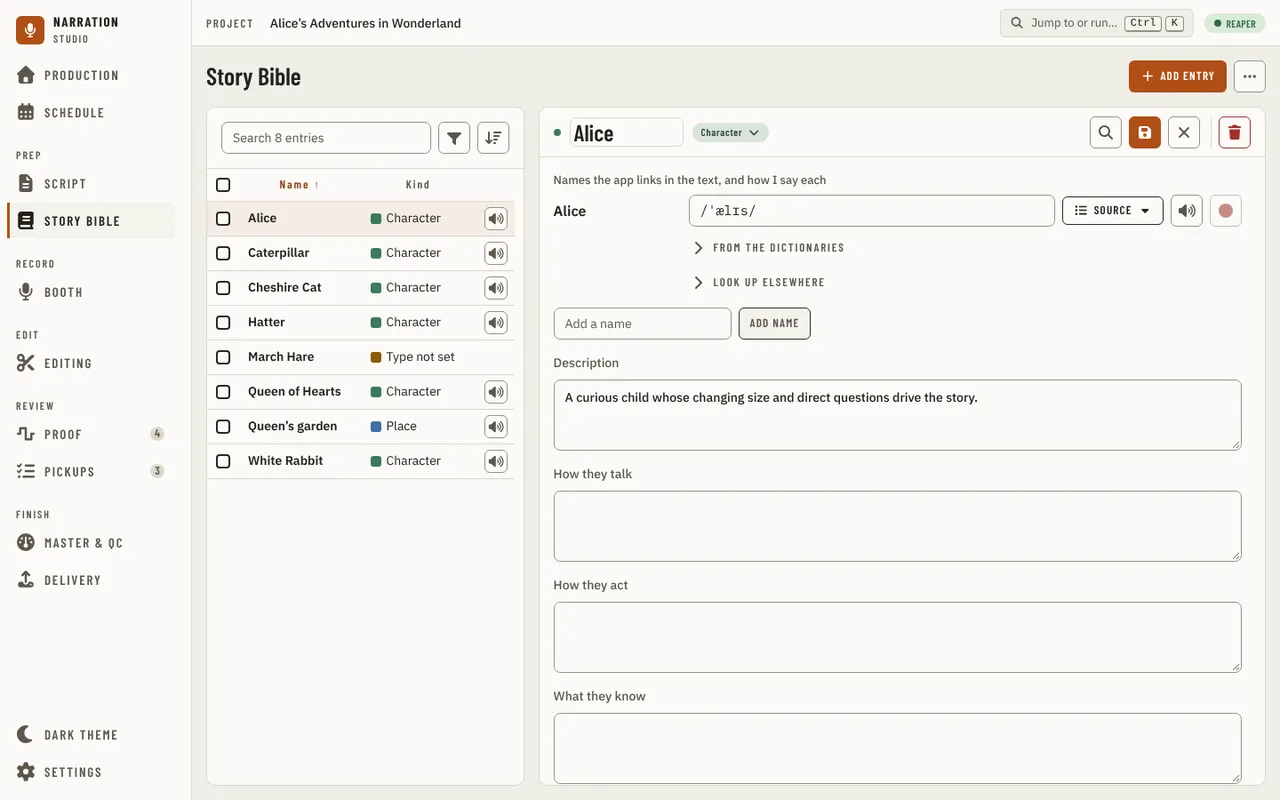 NARRATION
STUDIO
PRODUCTION
SCHEDULE
PREP
SCRIPT
STORY BIBLE
RECORD
BOOTH
EDIT
EDITING
REVIEW
PROOF 4
PICKUPS 3
FINISH
MASTER & QC
DELIVERY
DARK THEME
SETTINGS
PROJECT Alice’s Adventures in Wonderland
Jump to or run... Ctrl K
REAPER
Story Bible
ADD ENTRY
Search 8 entries
Name ↑ Kind
Alice Character
Caterpillar Character
Cheshire Cat Character
Hatter Character
March Hare Type not set
Queen of Hearts Character
Queen’s garden Place
White Rabbit Character
Alice Character
Names the app links in the text, and how I say each
Alice /ˈælɪs/ SOURCE
FROM THE DICTIONARIES
LOOK UP ELSEWHERE
Add a name ADD NAME
Description
A curious child whose changing size and direct questions drive the story.
How they talk
How they act
What they know